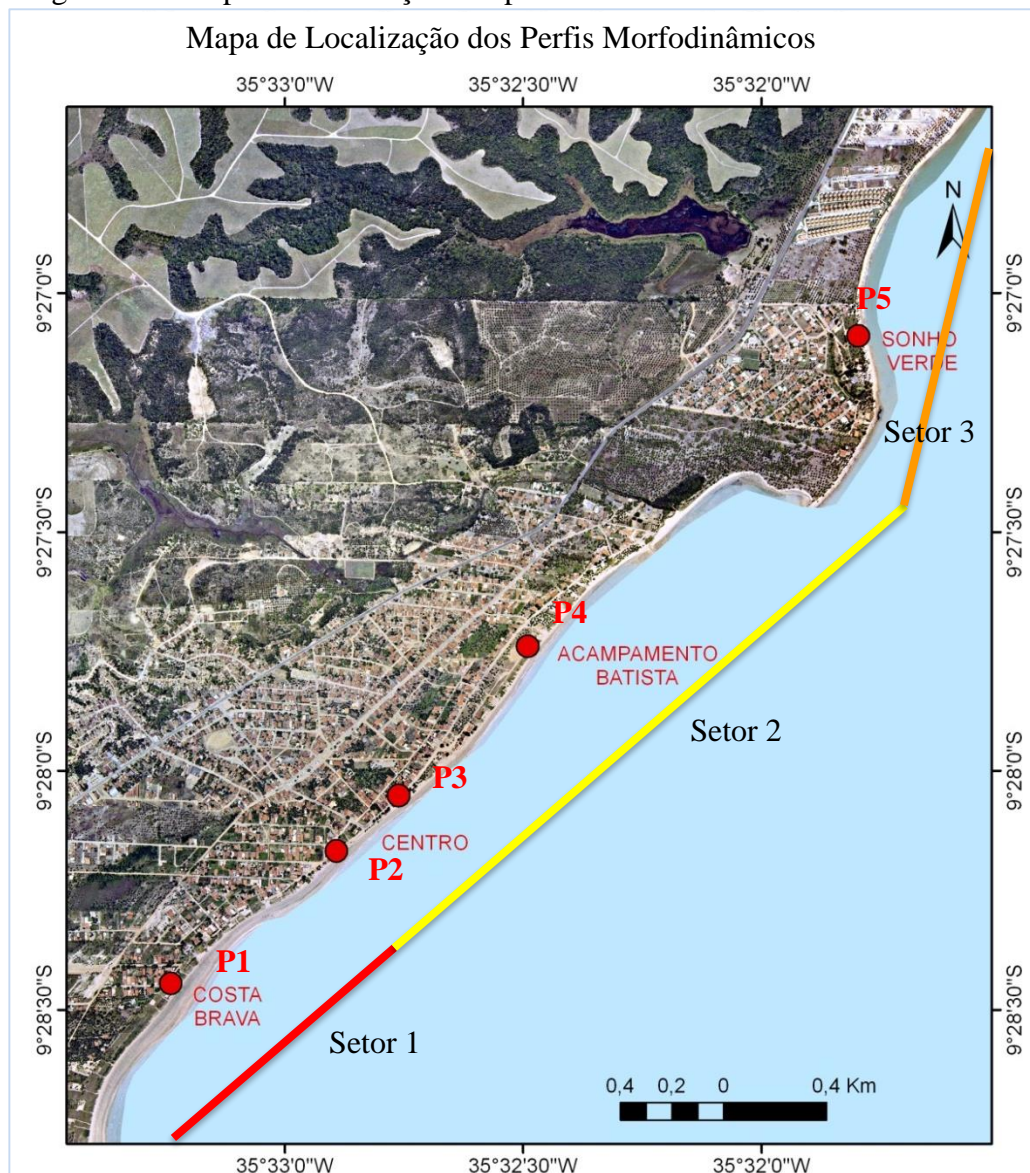 Mapa de Localização dos Perfis Morfodinâmicos
35°33'0"W
35°32'30"W
35°32'0"W
N
9°27'0"S
9°27'0"S
P5
SONHO
VERDE
Setor 3
9°27'30"S
9°27'30"S
P4
ACAMPAMENTO
BATISTA
Setor 2
9°28'0"S
9°28'0"S
P3
CENTRO
P2
P1
COSTA
BRAVA
9°28'30"S
9°28'30"S
Setor 1
0,4 0,2 0 0,4 Km
35°33'0"W
35°32'30"W
35°32'0"W